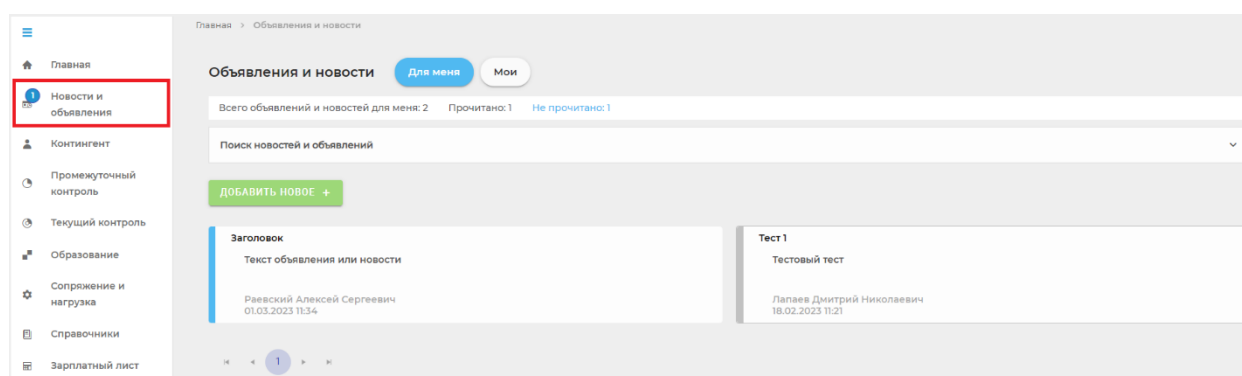 Главная > Объявления и новости
Главная
1
Новости и
объявления
Контингент
Промежуточный
контроль
Текущий контроль
Образование
Сопряжение и
нагрузка
Справочники
Зарплатный лист
Объявления и новости
Для меня
Мои
Всего объявлений и новостей для меня: 2 Прочитано: 1 Не прочитано: 1
Поиск новостей и объявлений
ДОБАВИТЬ НОВОЕ +
Заголовок
Текст объявления или новости
Раевский Алексей Сергеевич
01.03.2023 11:34
Тест 1
Тестовый тест
Лапаев Дмитрий Николаевич
18.02.2023 11:21
1